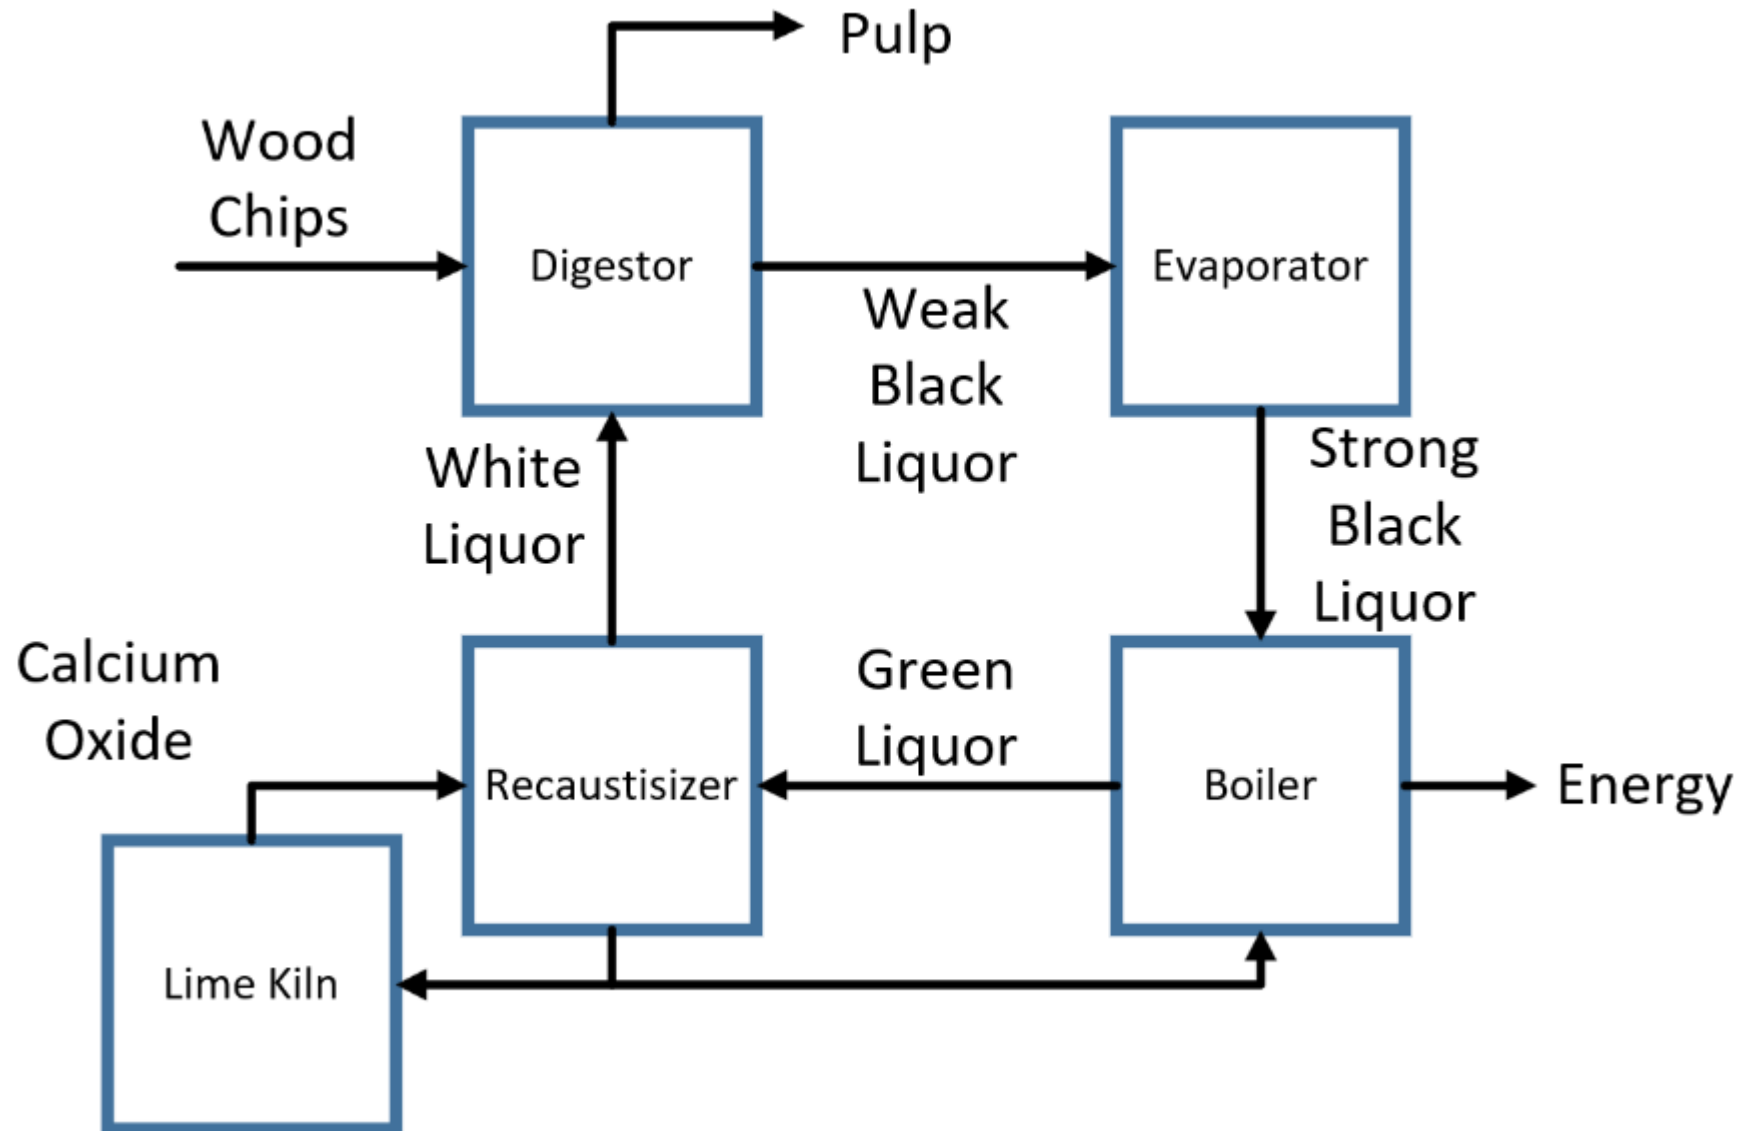 Pulp
Wood
Chips
Digestor
Evaporator
Weak
Black
Liquor
White
Liquor
Strong
Black
Liquor
Calcium
Oxide
Green
Liquor
Recaustisizer
Boiler
Energy
Lime Kiln